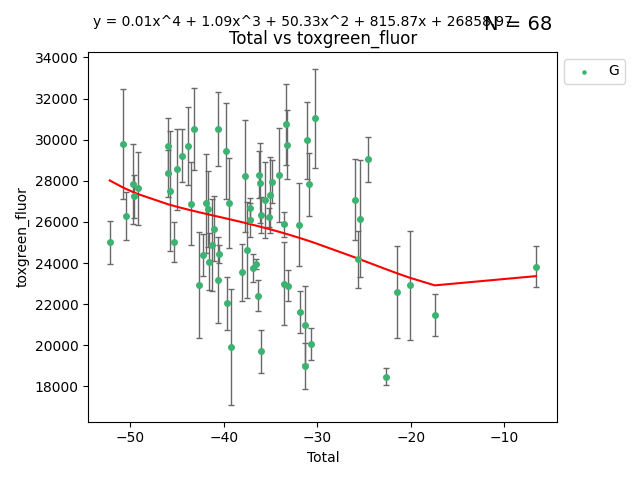 y = 0.01x^4 + 1.09x^3 + 50.33x^2 + 815.87x + 26858.97
N = 68
Total vs toxgreen_fluor
G
toxgreen_fluor
34000
32000
30000
28000
26000
24000
22000
20000
18000
−50
−40
−30
−20
−10
Total